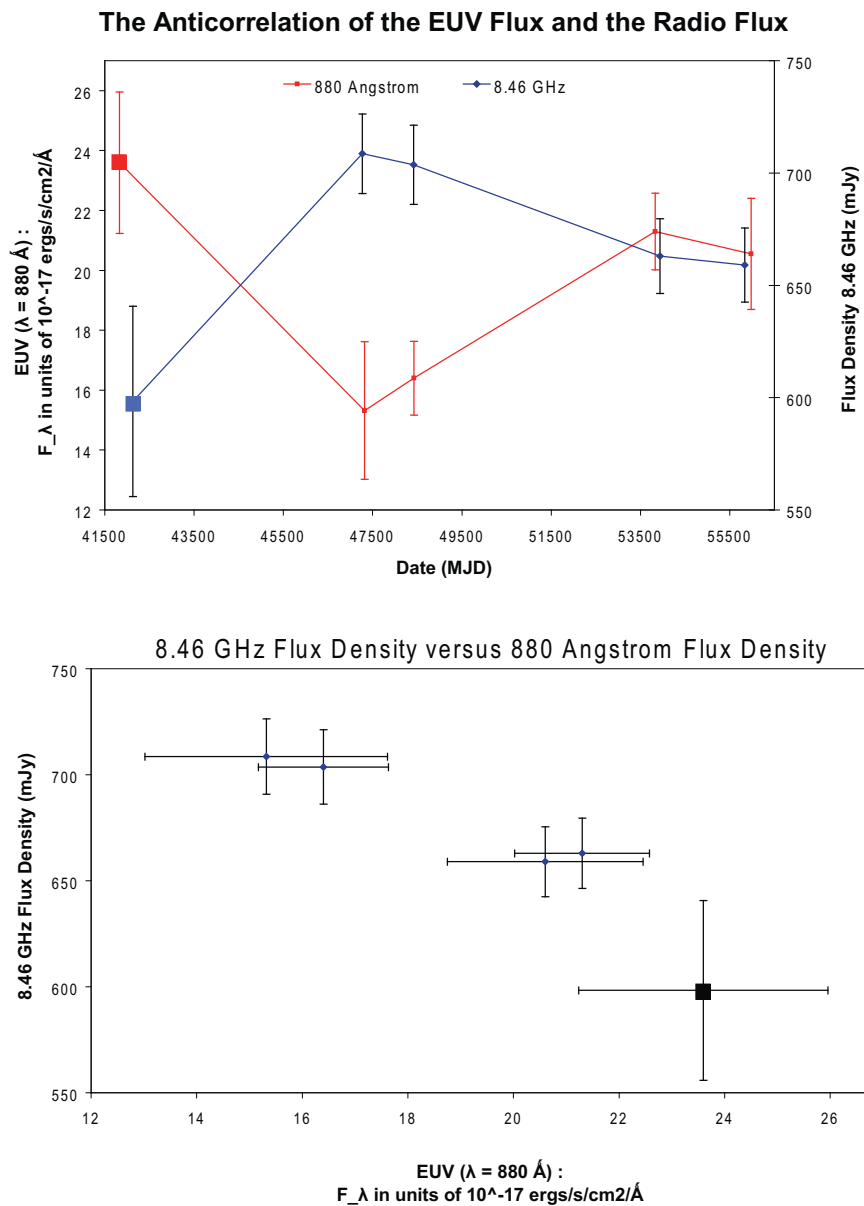 The Anticorrelation of the EUV Flux and the Radio Flux
880 Angstrom
8.46 GHz
26
24
22
20
18
16
14
12
EUV (λ = 880 Å) :
F_λ in units of 10^-17 ergs/s/cm2/Å
750
700
650
600
550
Flux Density 8.46 GHz (mJy)
41500 43500 45500 47500 49500 51500 53500 55500
Date (MJD)
8.46 GHz Flux Density versus 880 Angstrom Flux Density
750
700
650
600
550
8.46 GHz Flux Density (mJy)
12 14 16 18 20 22 24 26
EUV (λ = 880 Å) :
F_λ in units of 10^-17 ergs/s/cm2/Å